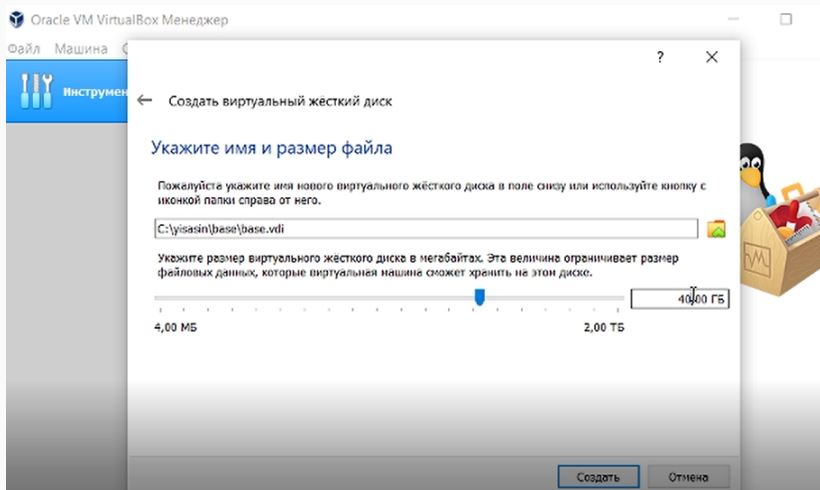 Oracle VM VirtualBox Менеджер
Файл Машина
Инструмен
?
Создать виртуальный жёсткий диск
Укажите имя и размер файла
Пожалуйста укажите имя нового виртуального жёсткого диска в поле снизу или используйте кнопку с
иконкой папки справа от него.
C:\yisasin\base\base.vdi
Укажите размер виртуального жёсткого диска в мегабайтах. Эта величина ограничивает размер
файловых данных, которые виртуальная машина сможет хранить на этом диске.
40,00 ГБ
4,00 МБ 2,00 ТБ
Создать Отмена